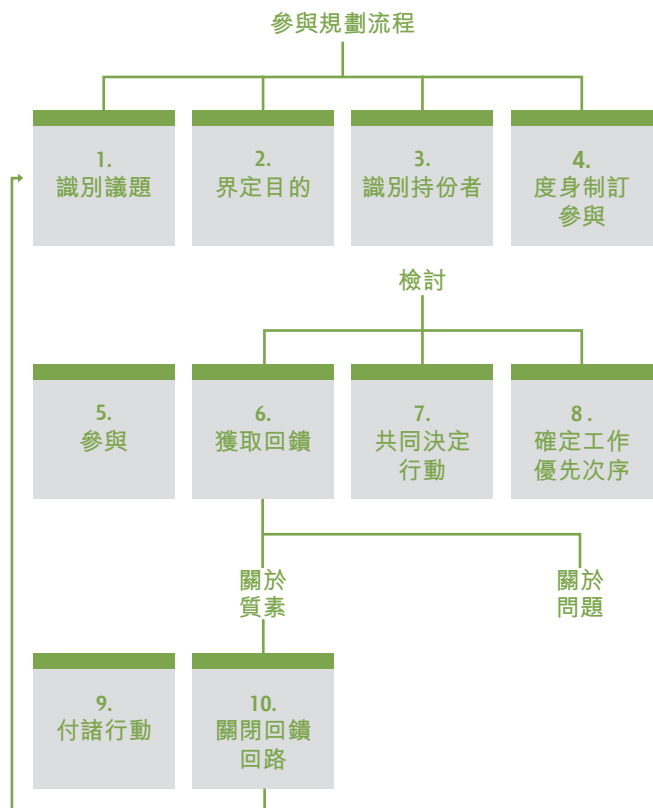 參與規劃流程
1.
識別議題
2.
界定目的
3.
識別持份者
4.
度身制訂
參與
檢討
5.
參與
6.
獲取回饋
7.
共同決定
行動
8 .
確定工作
優先次序
關於
質素
關於
問題
9.
付諸行動
10.
關閉回饋
回路